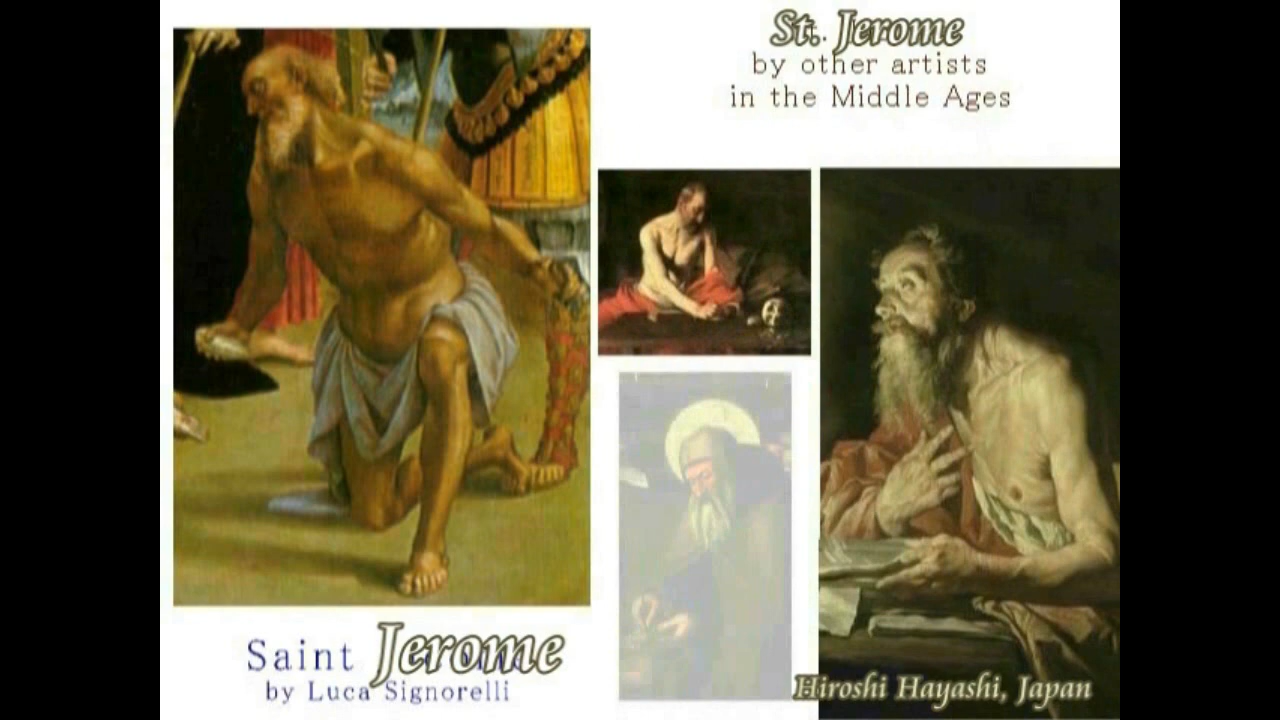 St. Jerome
by other artists
in the Middle Ages
Saint Jerome
by Luca Signorelli
Hiroshi Hayashi, Japan